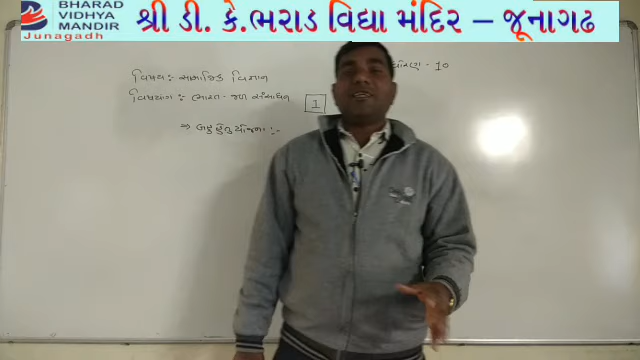 BHARAD
VIDHYA
MANDIR
Junagadh
શ્રી ડી. કે.ભરાડ વિદ્યા મંદિર – જૂનાગઢ
વિષય:- સામાજિક વિજ્ઞાન
ધોરણ - 10
વિષયાંગ:- ભારત - જળ સંસાધન 1
⇒ બહુહેતુ યોજના :-